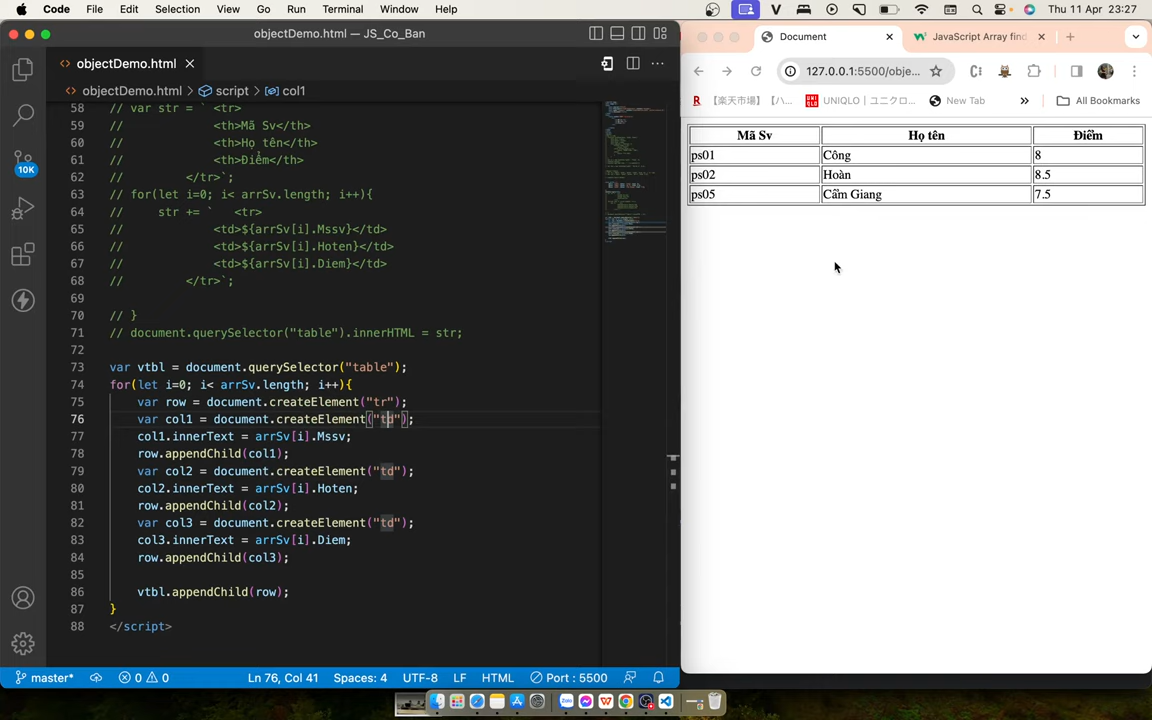 Code File Edit Selection View Go Run Terminal Window Help
Thu 11 Apr 23:27
objectDemo.html — JS_Co_Ban
objectDemo.html
objectDemo.html > script > col1
58 // var str = ` <tr>
59 // <th>Mã Sv</th>
60 // <th>Họ tên</th>
61 // <th>Điểm</th>
62 // </tr>`;
63 // for(let i=0; i< arrSv.length; i++){
64 // str += ` <tr>
65 // <td>${arrSv[i].Mssv}</td>
66 // <td>${arrSv[i].Hoten}</td>
67 // <td>${arrSv[i].Diem}</td>
68 // </tr>`;
69
70 // }
71 // document.querySelector("table").innerHTML = str;
72
73 var vtbl = document.querySelector("table");
74 for(let i=0; i< arrSv.length; i++){
75 var row = document.createElement("tr");
76 var col1 = document.createElement("td");
77 col1.innerText = arrSv[i].Mssv;
78 row.appendChild(col1);
79 var col2 = document.createElement("td");
80 col2.innerText = arrSv[i].Hoten;
81 row.appendChild(col2);
82 var col3 = document.createElement("td");
83 col3.innerText = arrSv[i].Diem;
84 row.appendChild(col3);
85
86 vtbl.appendChild(row);
87 }
88 </script>
10K
master* 0 0 Ln 76, Col 41 Spaces: 4 UTF-8 LF HTML Port : 5500
Document
JavaScript Array find
127.0.0.1:5500/obje...
【楽天市場】【ハ...
UNIQLO | ユニクロ...
New Tab
All Bookmarks
Mã Sv Họ tên Điểm
ps01 Công 8
ps02 Hoàn 8.5
ps05 Cẩm Giang 7.5